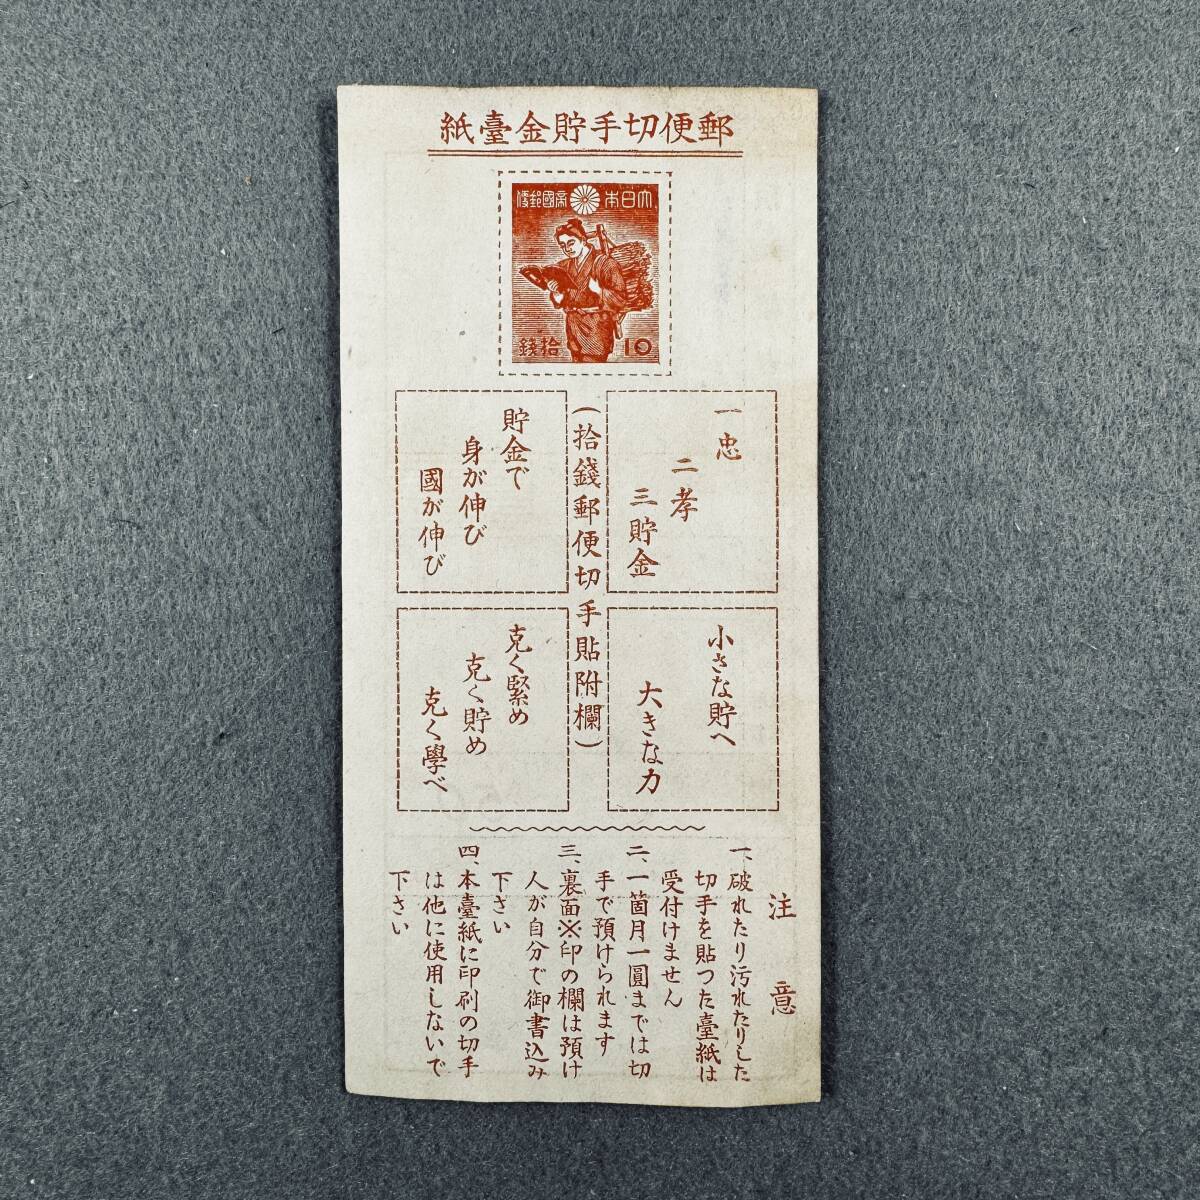 紙臺金貯手切便郵
便郵國帝 本日大
錢拾 10
(拾錢郵便切手貼附欄)
一忠
二孝
三貯金
貯金で
身が伸び
國が伸び
小さな貯へ
大きな力
克く緊め
克く貯め
克く學べ
注意
一、破れたり汚れたりした
切手を貼つた臺紙は
受付けません
二、一箇月一圓までは切
手で預けられます
三、裏面※印の欄は預け
人が自分で御書込み
下さい
四、本臺紙に印刷の切手
は他に使用しないで
下さい